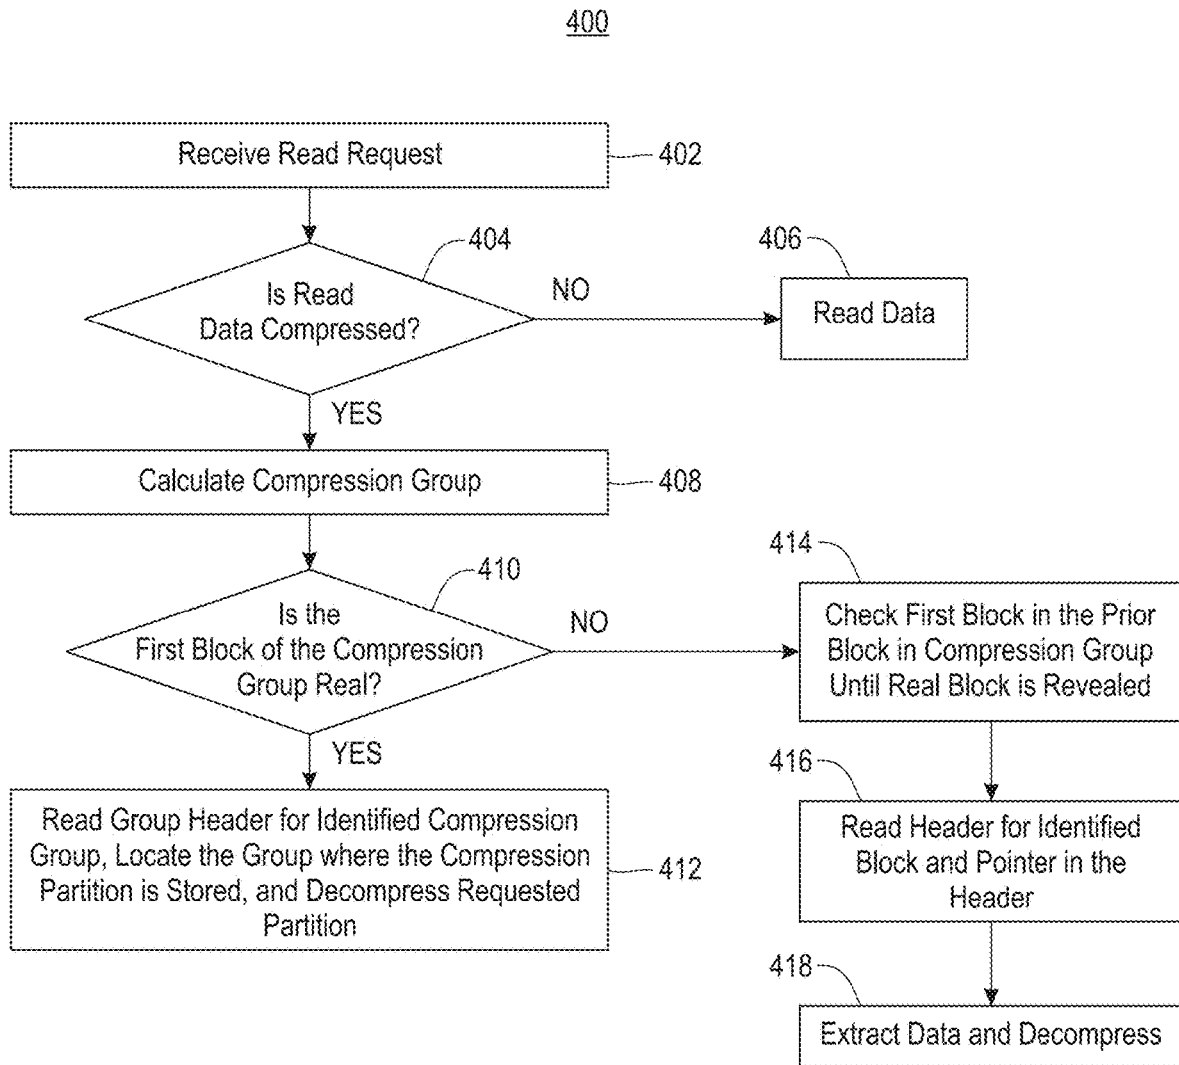 400
Receive Read Request
402
404
Is Read
Data Compressed?
NO
406
Read Data
YES
Calculate Compression Group
408
410
Is the
First Block of the Compression
Group Real?
NO
414
Check First Block in the Prior
Block in Compression Group
Until Real Block is Revealed
YES
Read Group Header for Identified Compression
Group, Locate the Group where the Compression
Partition is Stored, and Decompress Requested
Partition
412
416
Read Header for Identified
Block and Pointer in the
Header
418
Extract Data and Decompress